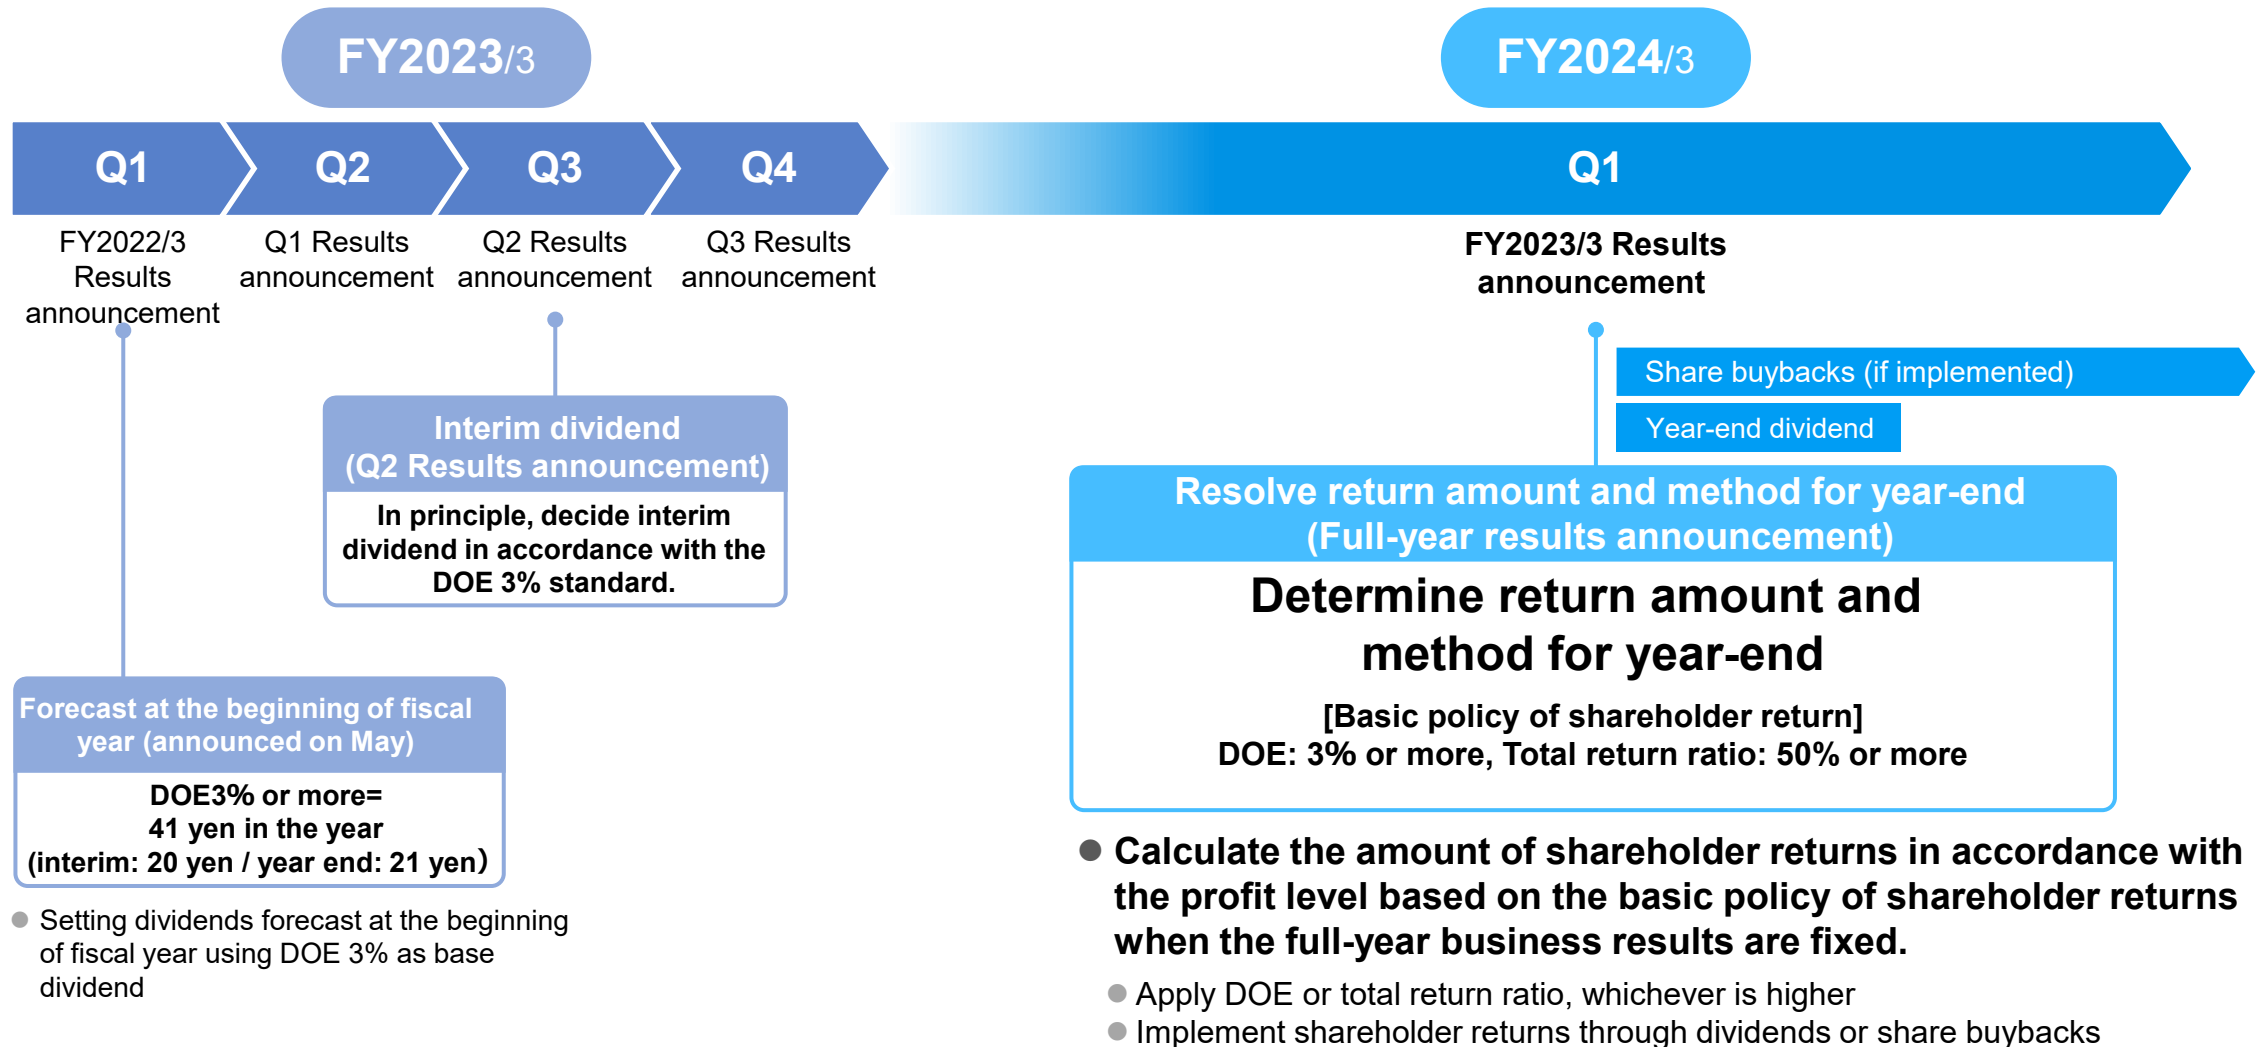 FY2023/3
FY2024/3
Q1
Q2
Q3
Q4
Q1
FY2022/3
Results
announcement
Q1 Results
announcement
Q2 Results
announcement
Q3 Results
announcement
FY2023/3 Results
announcement
Share buybacks (if implemented)
Year-end dividend
Interim dividend
(Q2 Results announcement)
In principle, decide interim
dividend in accordance with the
DOE 3% standard.
Resolve return amount and method for year-end
(Full-year results announcement)
Determine return amount and
method for year-end
[Basic policy of shareholder return]
DOE: 3% or more, Total return ratio: 50% or more
Forecast at the beginning of fiscal
year (announced on May)
DOE3% or more=
41 yen in the year
(interim: 20 yen / year end: 21 yen）
● Setting dividends forecast at the beginning
of fiscal year using DOE 3% as base
dividend
● Calculate the amount of shareholder returns in accordance with
the profit level based on the basic policy of shareholder returns
when the full-year business results are fixed.
● Apply DOE or total return ratio, whichever is higher
● Implement shareholder returns through dividends or share buybacks